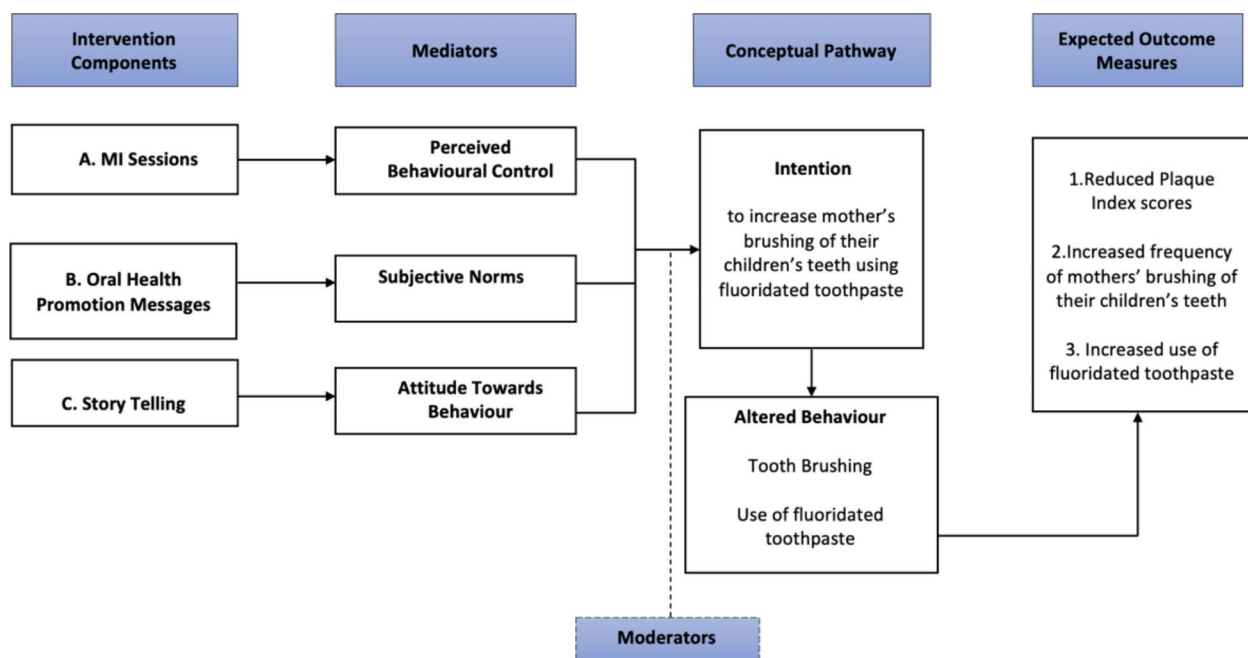 Intervention
Components
Mediators
Conceptual Pathway
Expected Outcome
Measures
A. MI Sessions
Perceived
Behavioural Control
B. Oral Health
Promotion Messages
Subjective Norms
C. Story Telling
Attitude Towards
Behaviour
Intention
to increase mother's
brushing of their
children's teeth using
fluoridated toothpaste
Altered Behaviour
Tooth Brushing
Use of fluoridated
toothpaste
1.Reduced Plaque
Index scores
2.Increased frequency
of mothers' brushing of
their children's teeth
3. Increased use of
fluoridated toothpaste
Moderators